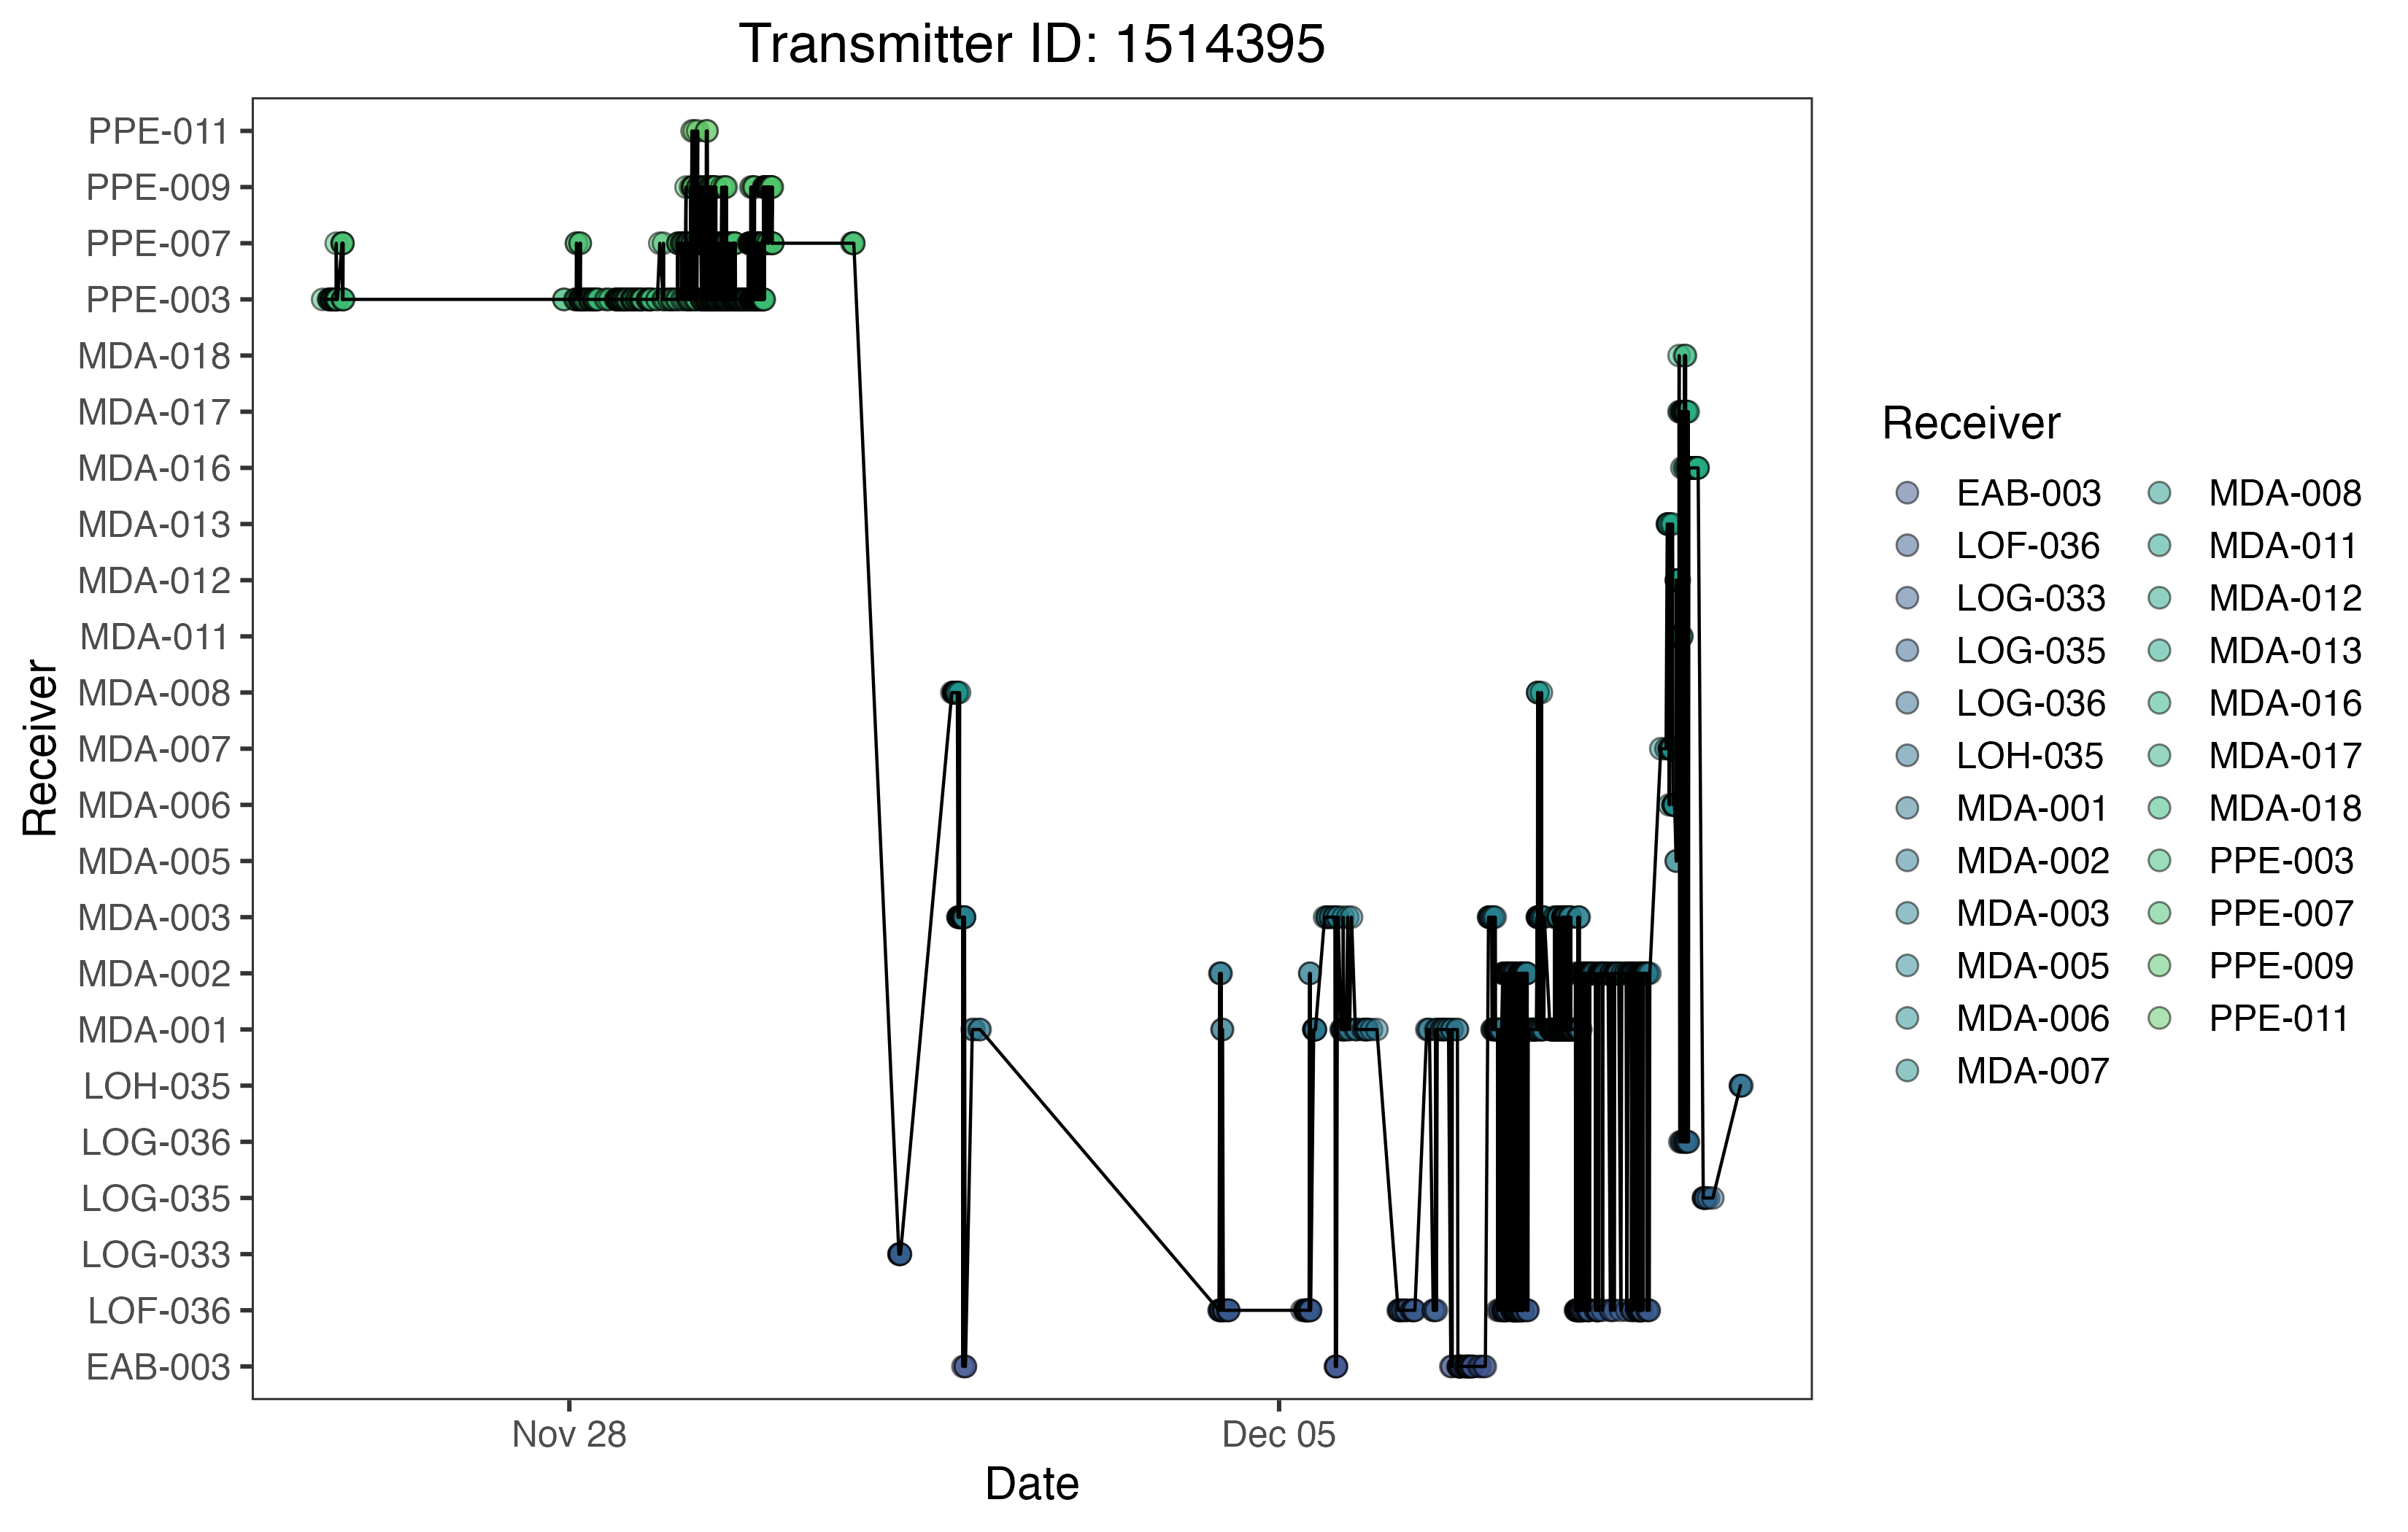 Transmitter ID: 1514395
Receiver
PPE-011
PPE-009
PPE-007
PPE-003
MDA-018
MDA-017
MDA-016
MDA-013
MDA-012
MDA-011
MDA-008
MDA-007
MDA-006
MDA-005
MDA-003
MDA-002
MDA-001
LOH-035
LOG-036
LOG-035
LOG-033
LOF-036
EAB-003
Nov 28
Dec 05
Date
Receiver
EAB-003
LOF-036
LOG-033
LOG-035
LOG-036
LOH-035
MDA-001
MDA-002
MDA-003
MDA-005
MDA-006
MDA-007
MDA-008
MDA-011
MDA-012
MDA-013
MDA-016
MDA-017
MDA-018
PPE-003
PPE-007
PPE-009
PPE-011